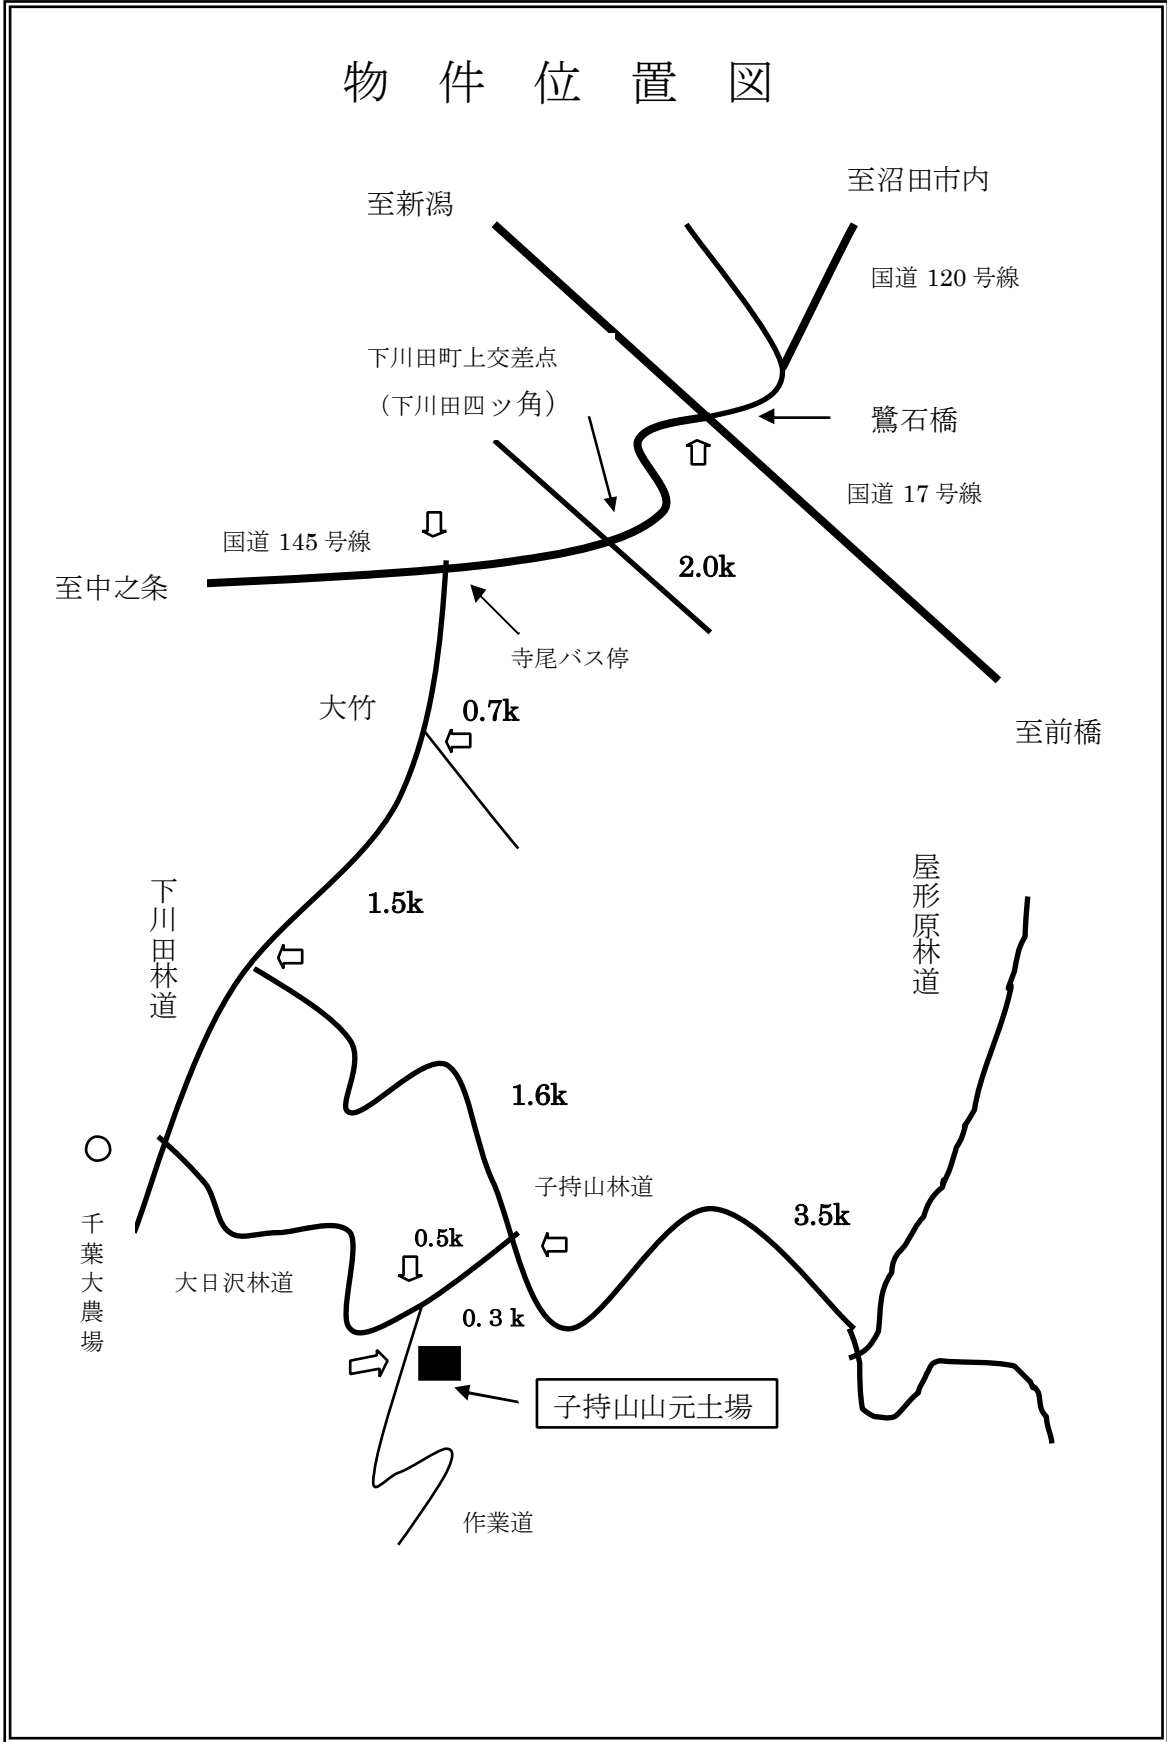 物件位置図
至沼田市内
至新潟
国道 120 号線
下川田町上交差点
(下川田四ッ角)
鷺石橋
国道 17 号線
国道 145 号線
2.0k
至中之条
寺尾バス停
大竹
0.7k
至前橋
屋形原林道
下川田林道
1.5k
1.6k
子持山林道
3.5k
千葉大農場
0.5k
大日沢林道
0.3k
子持山山元土場
作業道